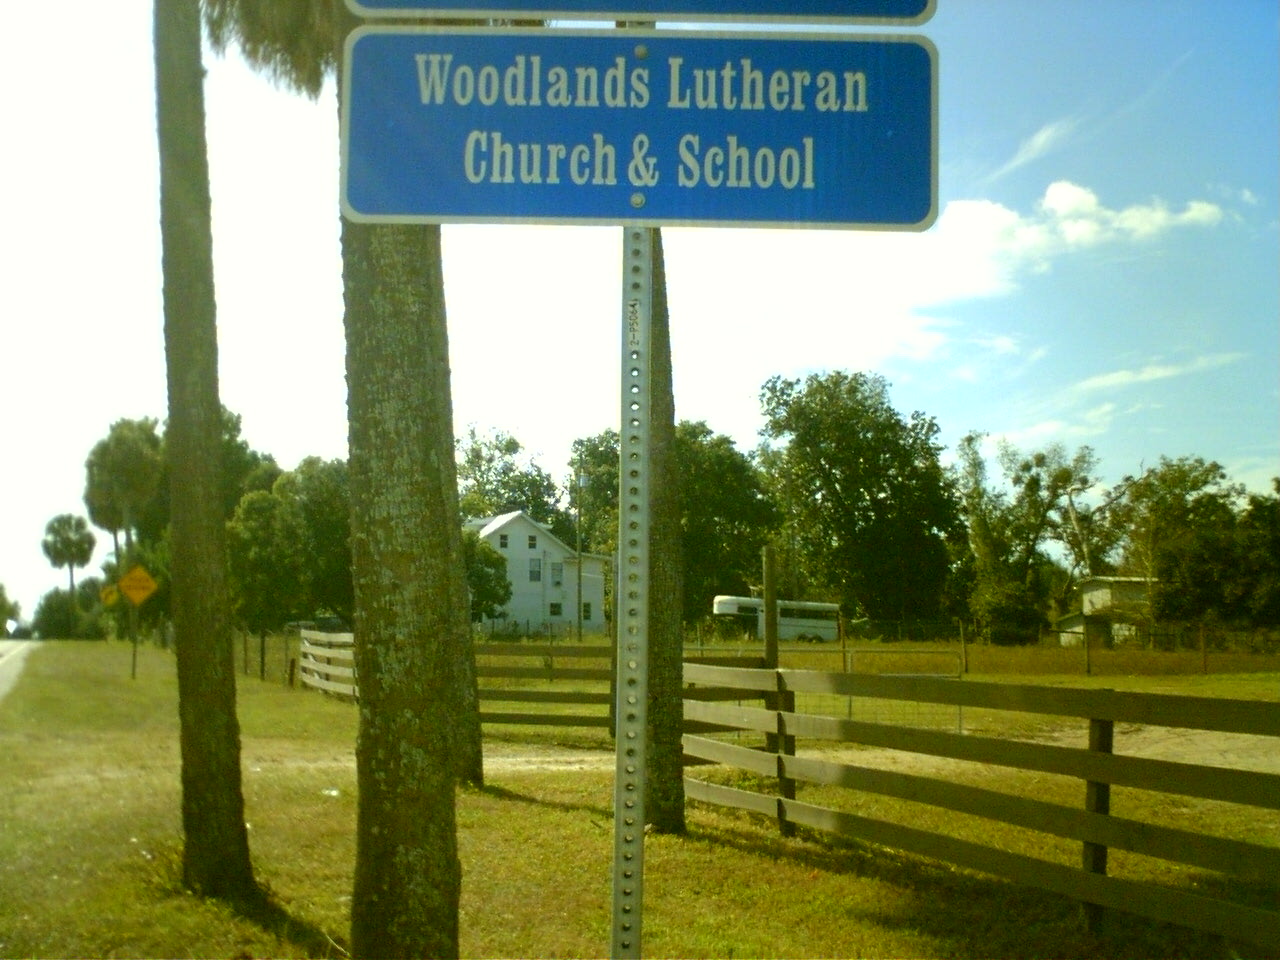 Woodlands Lutheran
Church & School